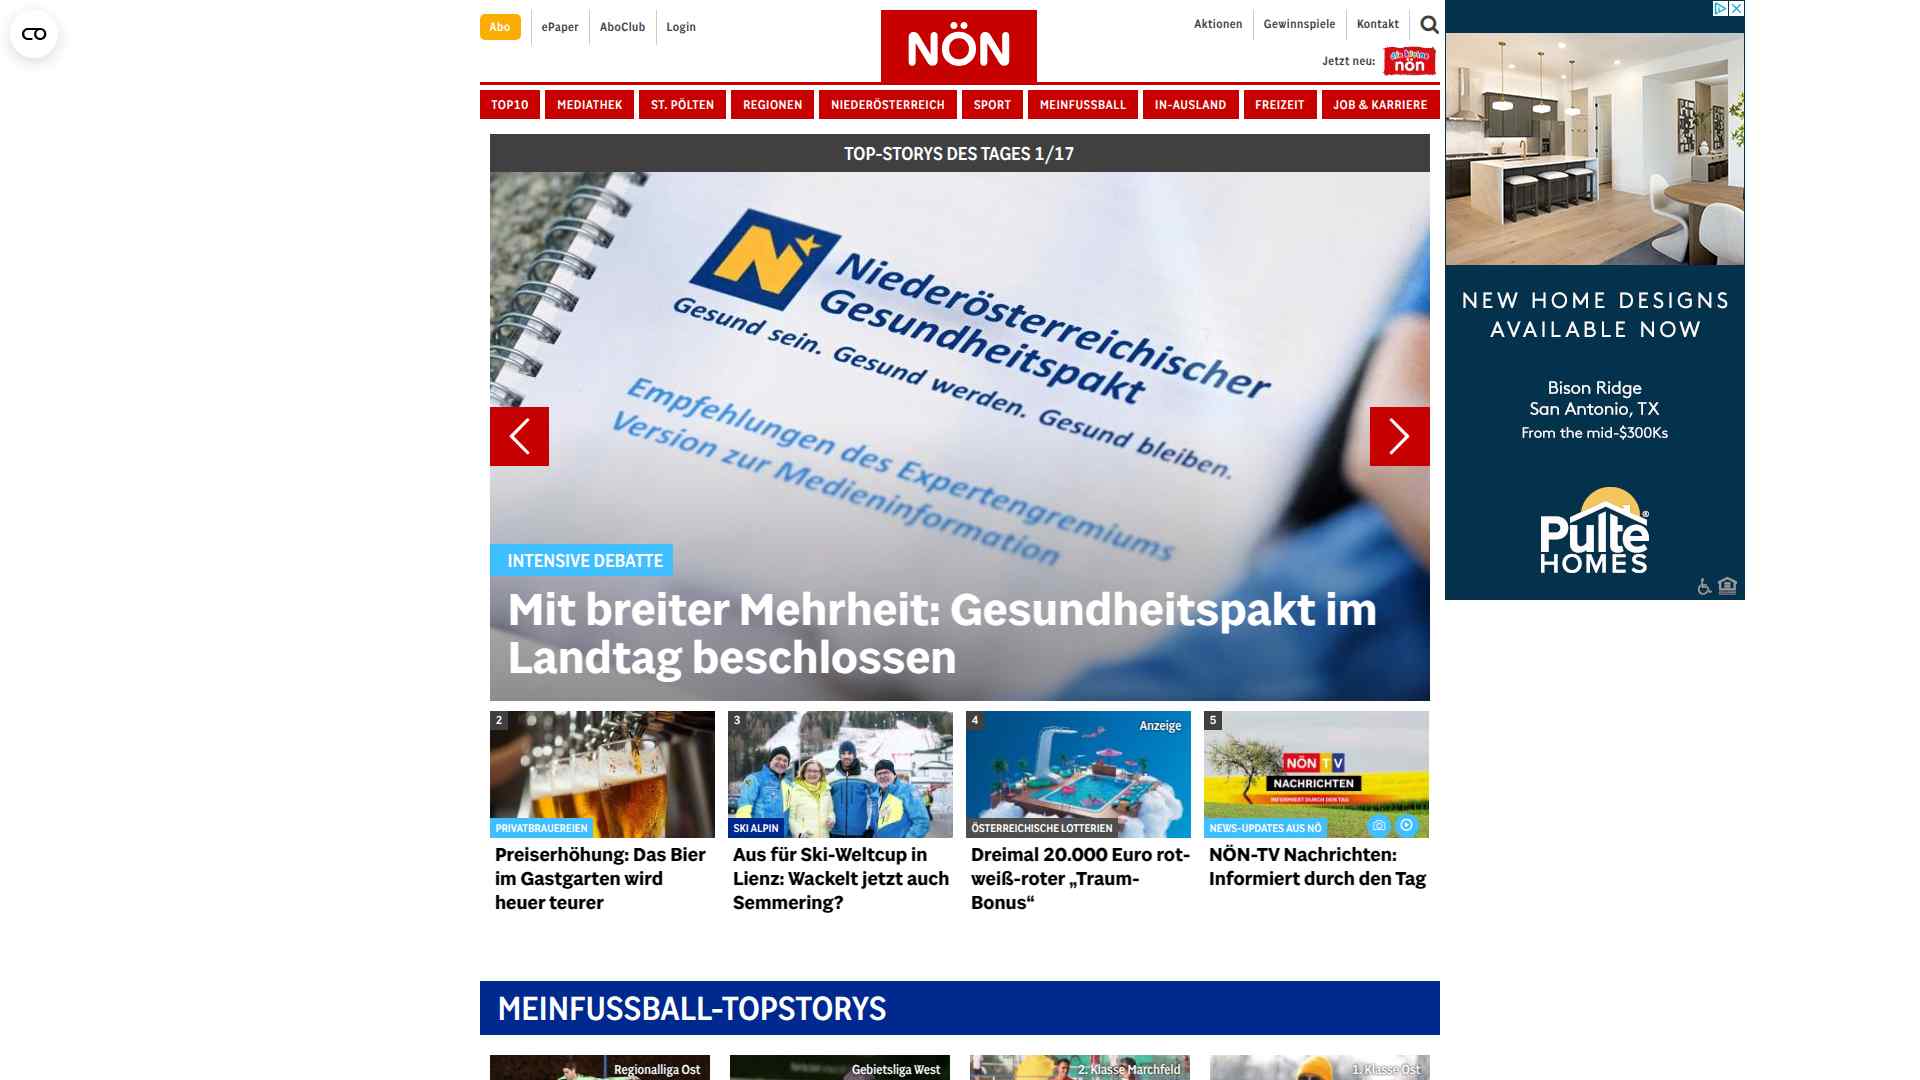 Abo
ePaper
AboClub
Login
NÖN
Aktionen
Gewinnspiele
Kontakt
Jetzt neu:
die kleine
nön
TOP10
MEDIATHEK
ST. PÖLTEN
REGIONEN
NIEDERÖSTERREICH
SPORT
MEINFUSSBALL
IN-AUSLAND
FREIZEIT
JOB & KARRIERE
TOP-STORYS DES TAGES 1/17
N
Niederösterreichischer
Gesundheitspakt
Gesund sein. Gesund werden. Gesund bleiben.
Empfehlungen des Expertengremiums
Version zur Medieninformation
INTENSIVE DEBATTE
Mit breiter Mehrheit: Gesundheitspakt im
Landtag beschlossen
2
PRIVATBRAUEREIEN
Preiserhöhung: Das Bier
im Gastgarten wird
heuer teurer
3
SKI ALPIN
Aus für Ski-Weltcup in
Lienz: Wackelt jetzt auch
Semmering?
4
Anzeige
ÖSTERREICHISCHE LOTTERIEN
Dreimal 20.000 Euro rot-
weiß-roter „Traum-
Bonus“
5
NÖN TV
NACHRICHTEN
INFORMIERT DURCH DEN TAG
NEWS-UPDATES AUS NÖ
NÖN-TV Nachrichten:
Informiert durch den Tag
MEINFUSSBALL-TOPSTORYS
Regionalliga Ost
Gebietsliga West
2. Klasse Marchfeld
1. Klasse Ost
NEW HOME DESIGNS
AVAILABLE NOW
Bison Ridge
San Antonio, TX
From the mid-$300Ks
Pulte®
HOMES